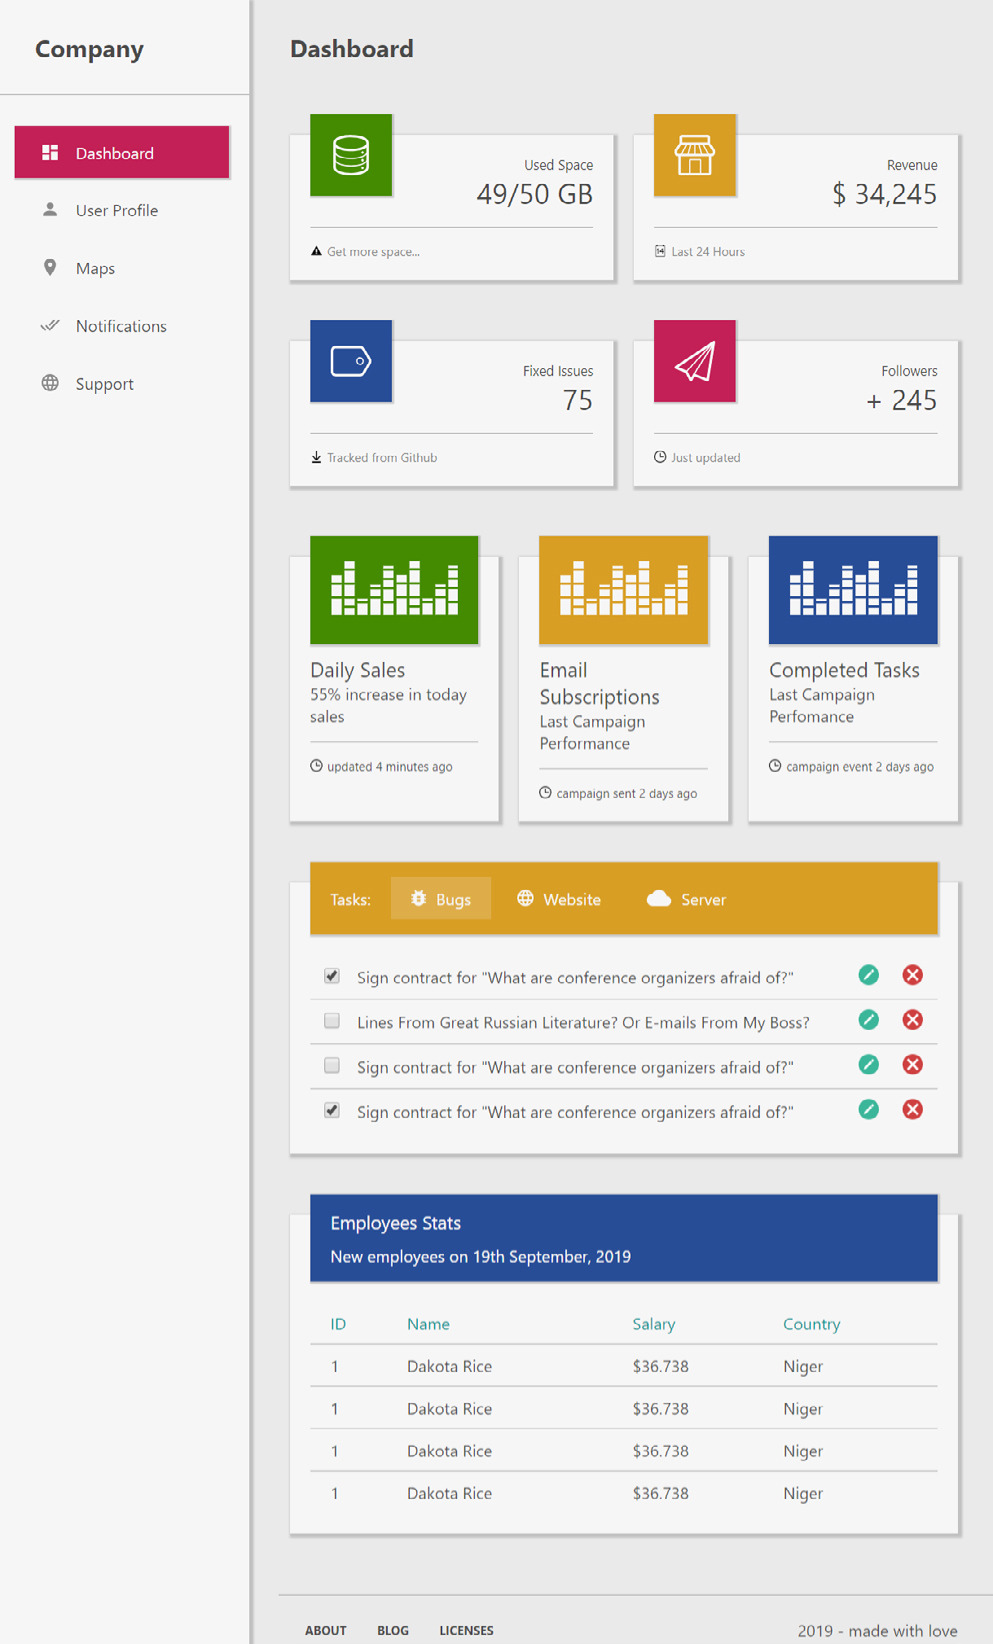 Company
Dashboard
User Profile
Maps
Notifications
Support
Dashboard
Used Space
49/50 GB
Get more space...
Revenue
$ 34,245
14 Last 24 Hours
Fixed Issues
75
Tracked from Github
Followers
+ 245
Just updated
Daily Sales
55% increase in today
sales
updated 4 minutes ago
Email
Subscriptions
Last Campaign
Performance
campaign sent 2 days ago
Completed Tasks
Last Campaign
Perfomance
campaign event 2 days ago
Tasks: Bugs Website Server
Sign contract for "What are conference organizers afraid of?"
Lines From Great Russian Literature? Or E-mails From My Boss?
Sign contract for "What are conference organizers afraid of?"
Sign contract for "What are conference organizers afraid of?"
Employees Stats
New employees on 19th September, 2019
ID Name Salary Country
1 Dakota Rice $36.738 Niger
1 Dakota Rice $36.738 Niger
1 Dakota Rice $36.738 Niger
1 Dakota Rice $36.738 Niger
ABOUT BLOG LICENSES 2019 - made with love